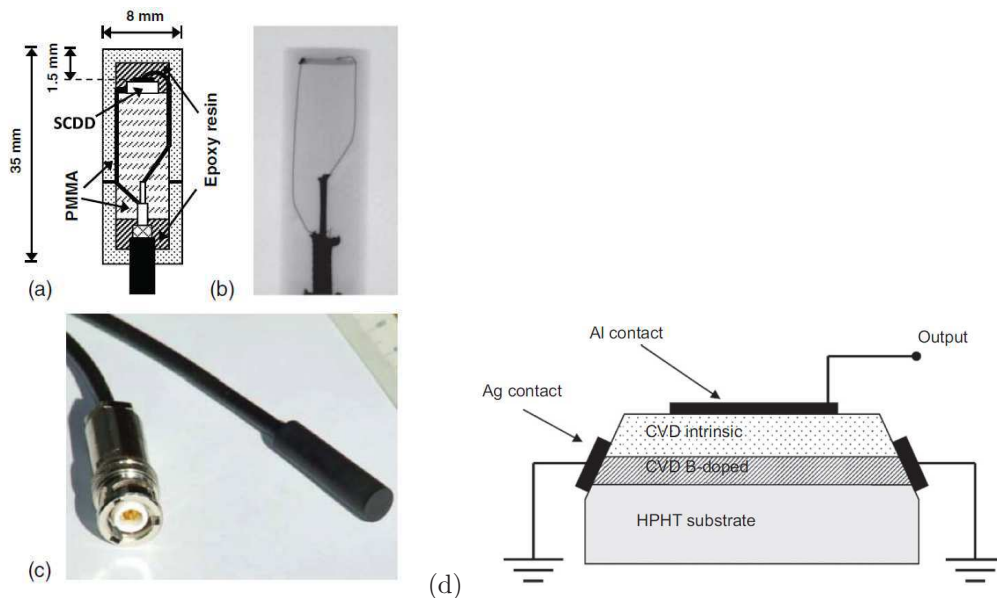 8 mm
1.5 mm
35 mm
SCDD
Epoxy resin
PMMA
(a)
(b)
(c)
Al contact
Output
Ag contact
CVD intrinsic
CVD B-doped
HPHT substrate
(d)